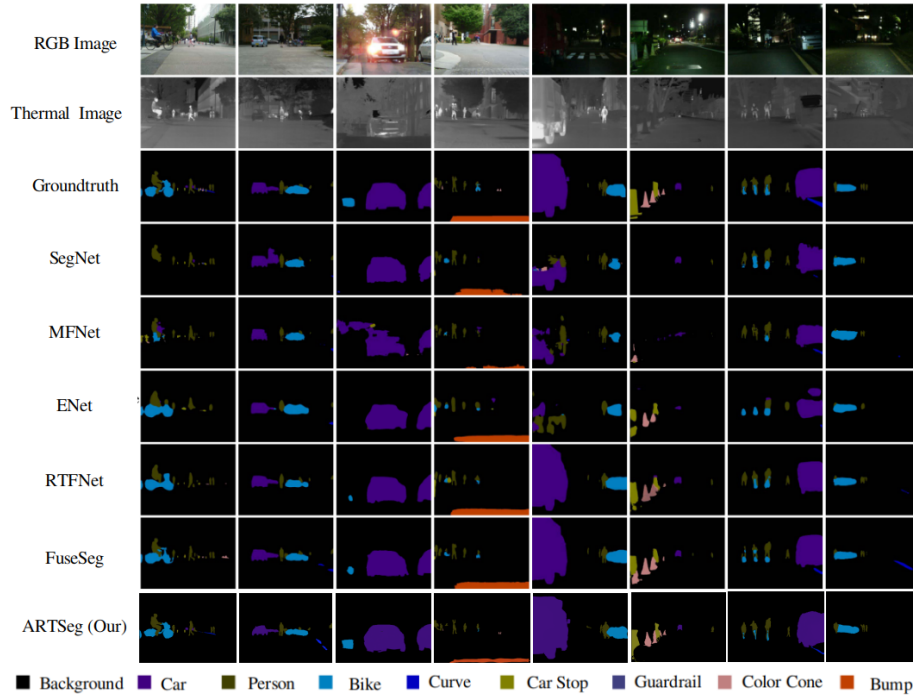 RGB Image
Thermal Image
Groundtruth
SegNet
MFNet
ENet
RTFNet
FuseSeg
ARTSeg (Our)
Background Car Person Bike Curve Car Stop Guardrail Color Cone Bump